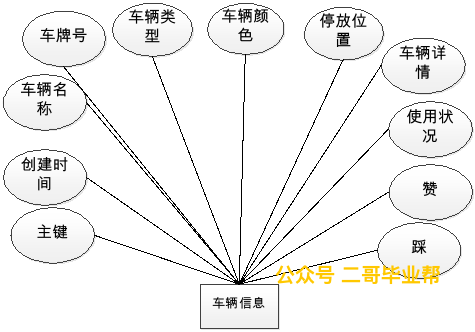 车牌号
车辆类
型
车辆颜
色
停放位
置
车辆详
情
车辆名
称
使用状
况
创建时
间
赞
主键
踩
公众号 二哥毕业帮
车辆信息